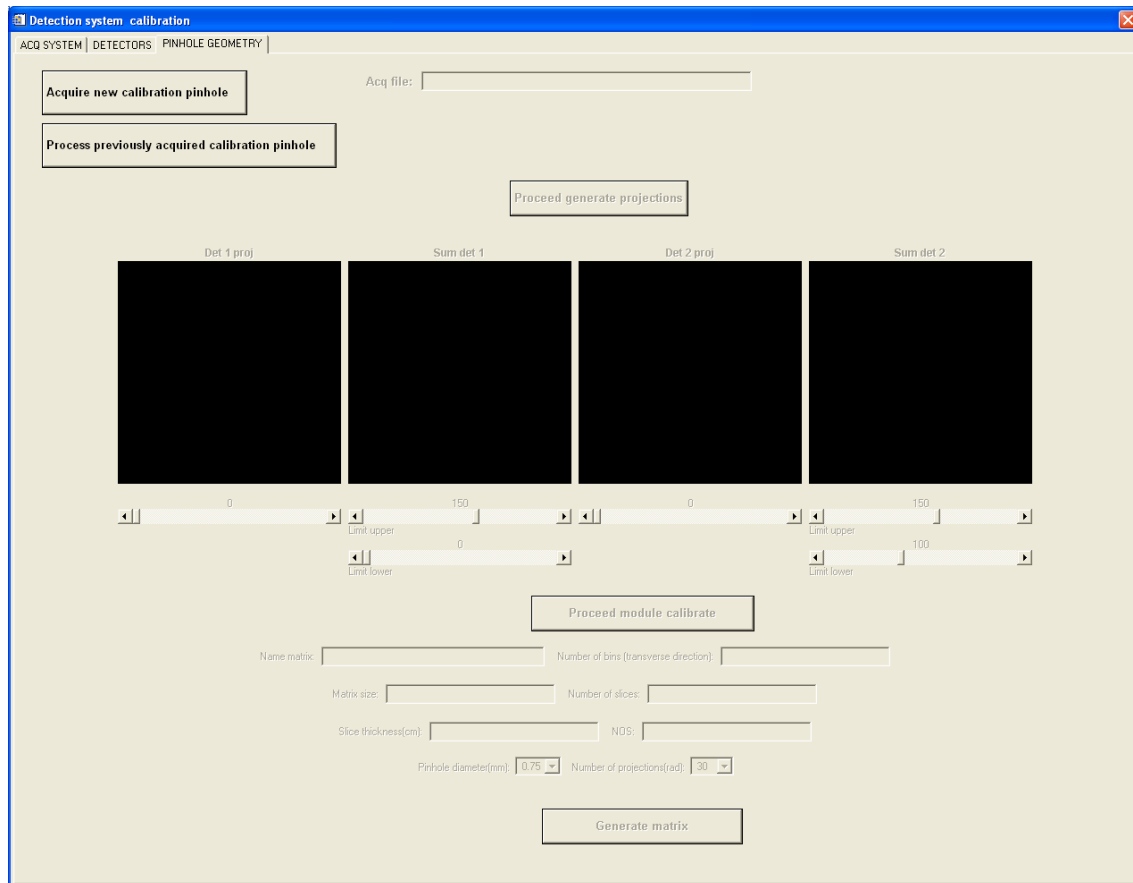 Detection system  calibration
ACQ SYSTEM DETECTORS PINHOLE GEOMETRY
Acquire new calibration pinhole
Acq file:
Process previously acquired calibration pinhole
Proceed generate projections
Det 1 proj Sum det 1 Det 2 proj Sum det 2
0 150 0 150
Limit upper Limit upper
0 100
Limit lower Limit lower
Proceed module calibrate
Name matrix: Number of bins (transverse direction):
Matrix size: Number of slices:
Slice thickness(cm): NOS:
Pinhole diameter(mm): 0.75 Number of projections(rad): 30
Generate matrix